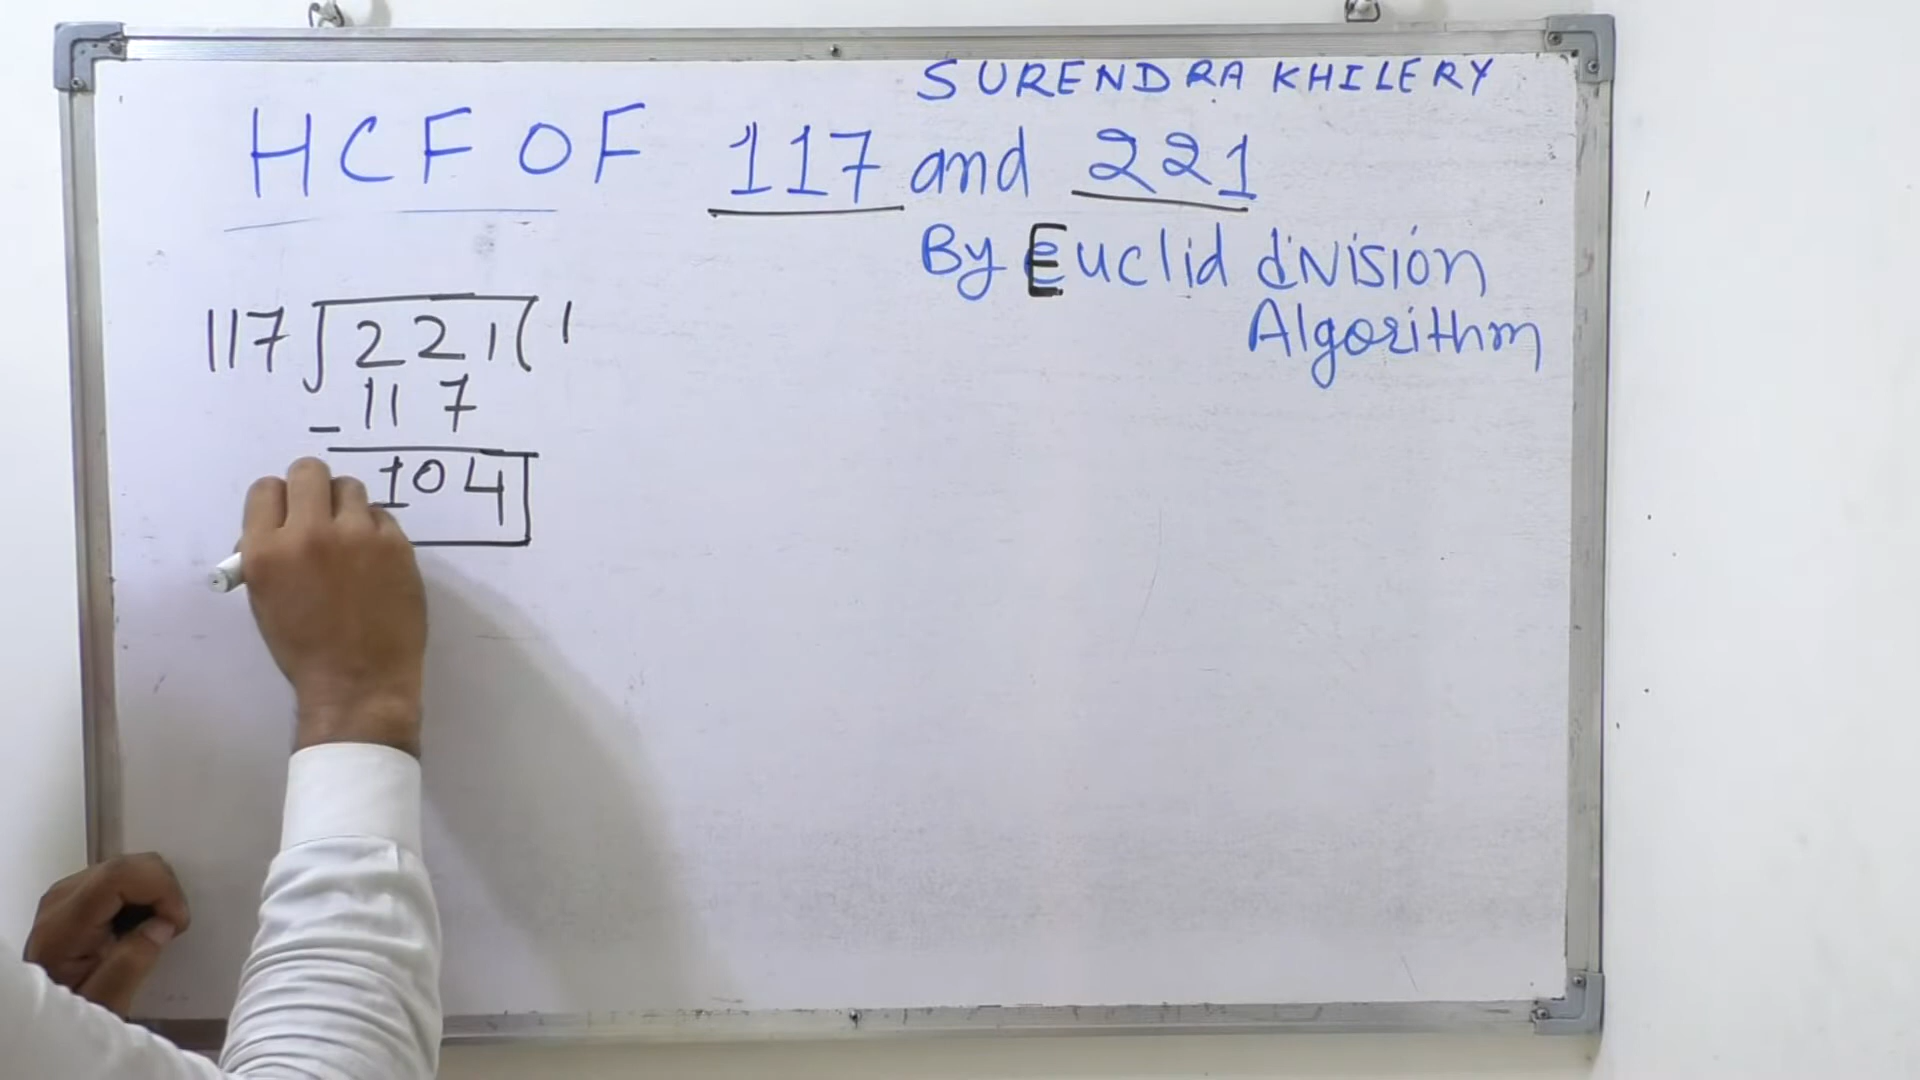 SURENDRA KHILERY
HCF OF 117 and 221
By Euclid division
Algorithm
117)221(1
-117
104